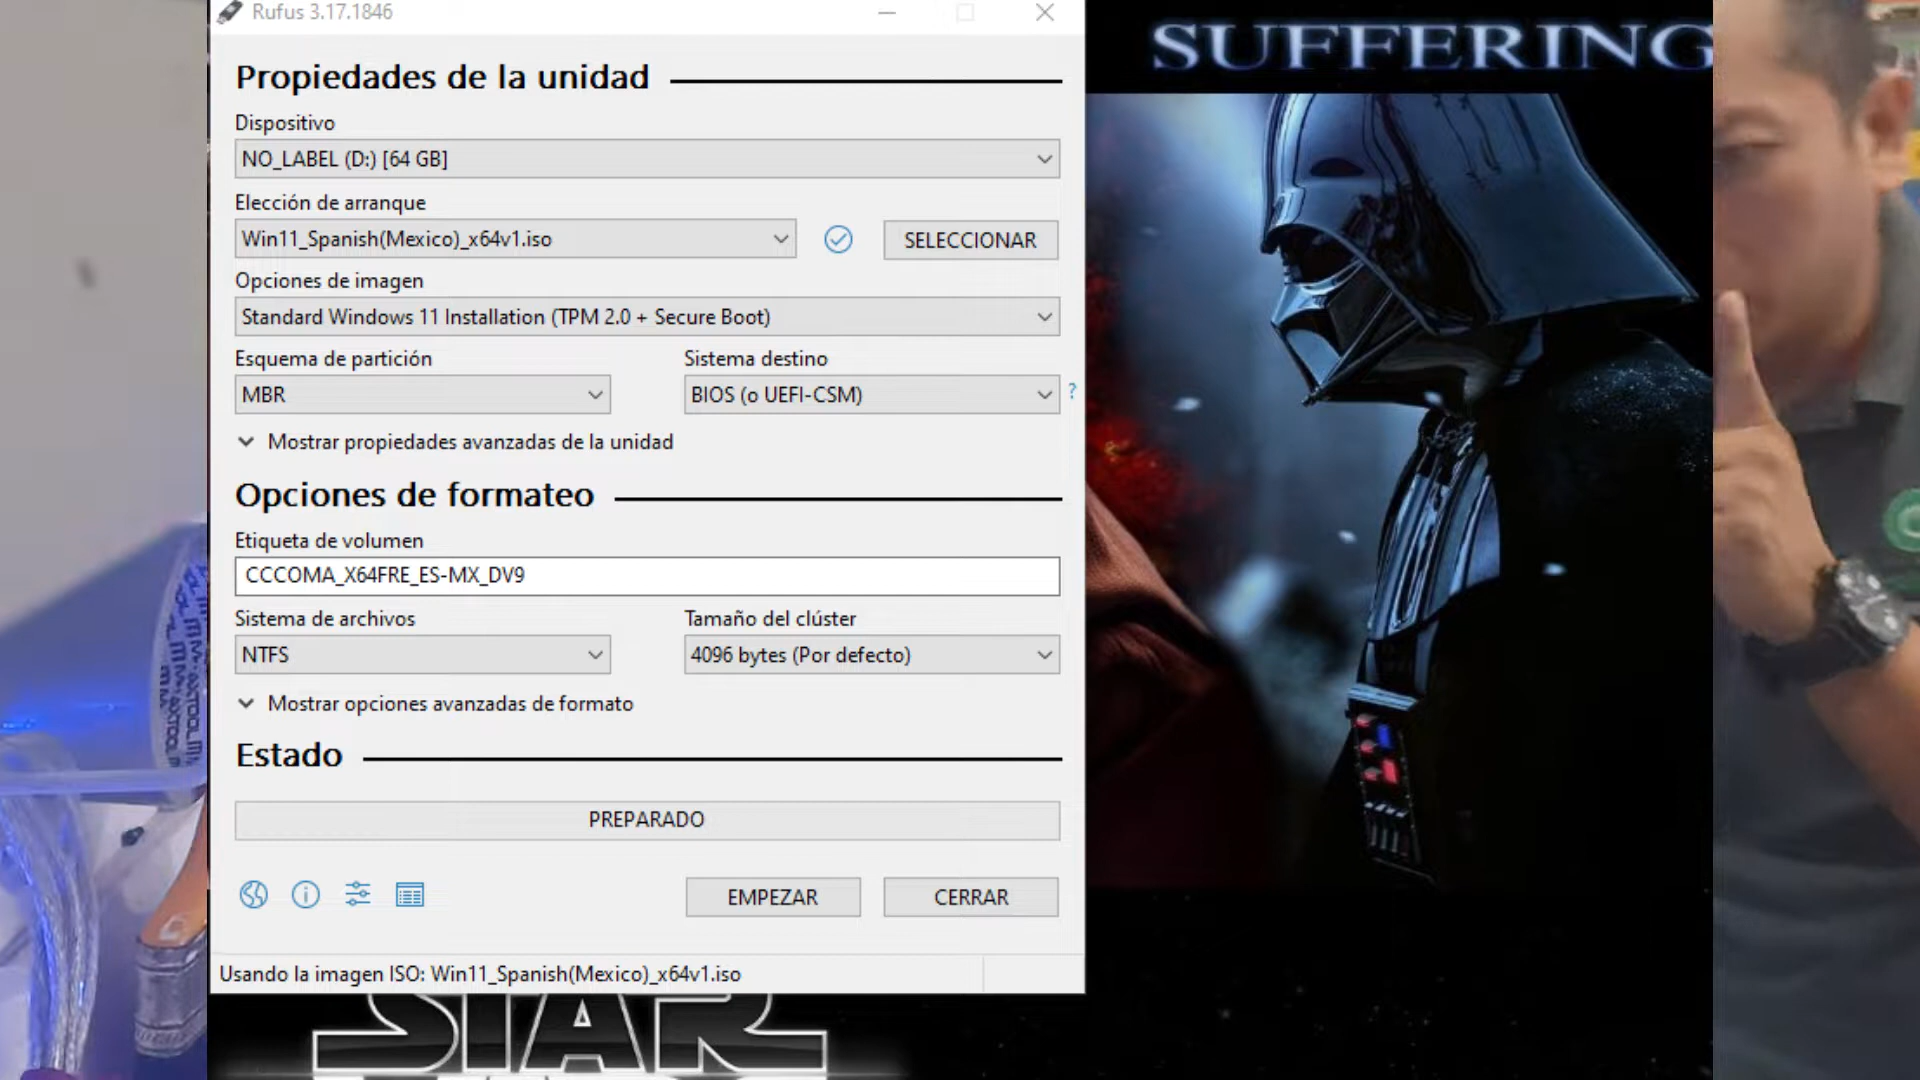 Rufus 3.17.1846
SUFFERING
Propiedades de la unidad
Dispositivo
NO_LABEL (D:) [64 GB]
Elección de arranque
Win11_Spanish(Mexico)_x64v1.iso
SELECCIONAR
Opciones de imagen
Standard Windows 11 Installation (TPM 2.0 + Secure Boot)
Esquema de partición
Sistema destino
MBR
BIOS (o UEFI-CSM)
?
Mostrar propiedades avanzadas de la unidad
Opciones de formateo
Etiqueta de volumen
CCCOMA_X64FRE_ES-MX_DV9
Sistema de archivos
Tamaño del clúster
NTFS
4096 bytes (Por defecto)
Mostrar opciones avanzadas de formato
Estado
PREPARADO
EMPEZAR
CERRAR
Usando la imagen ISO: Win11_Spanish(Mexico)_x64v1.iso
STAR